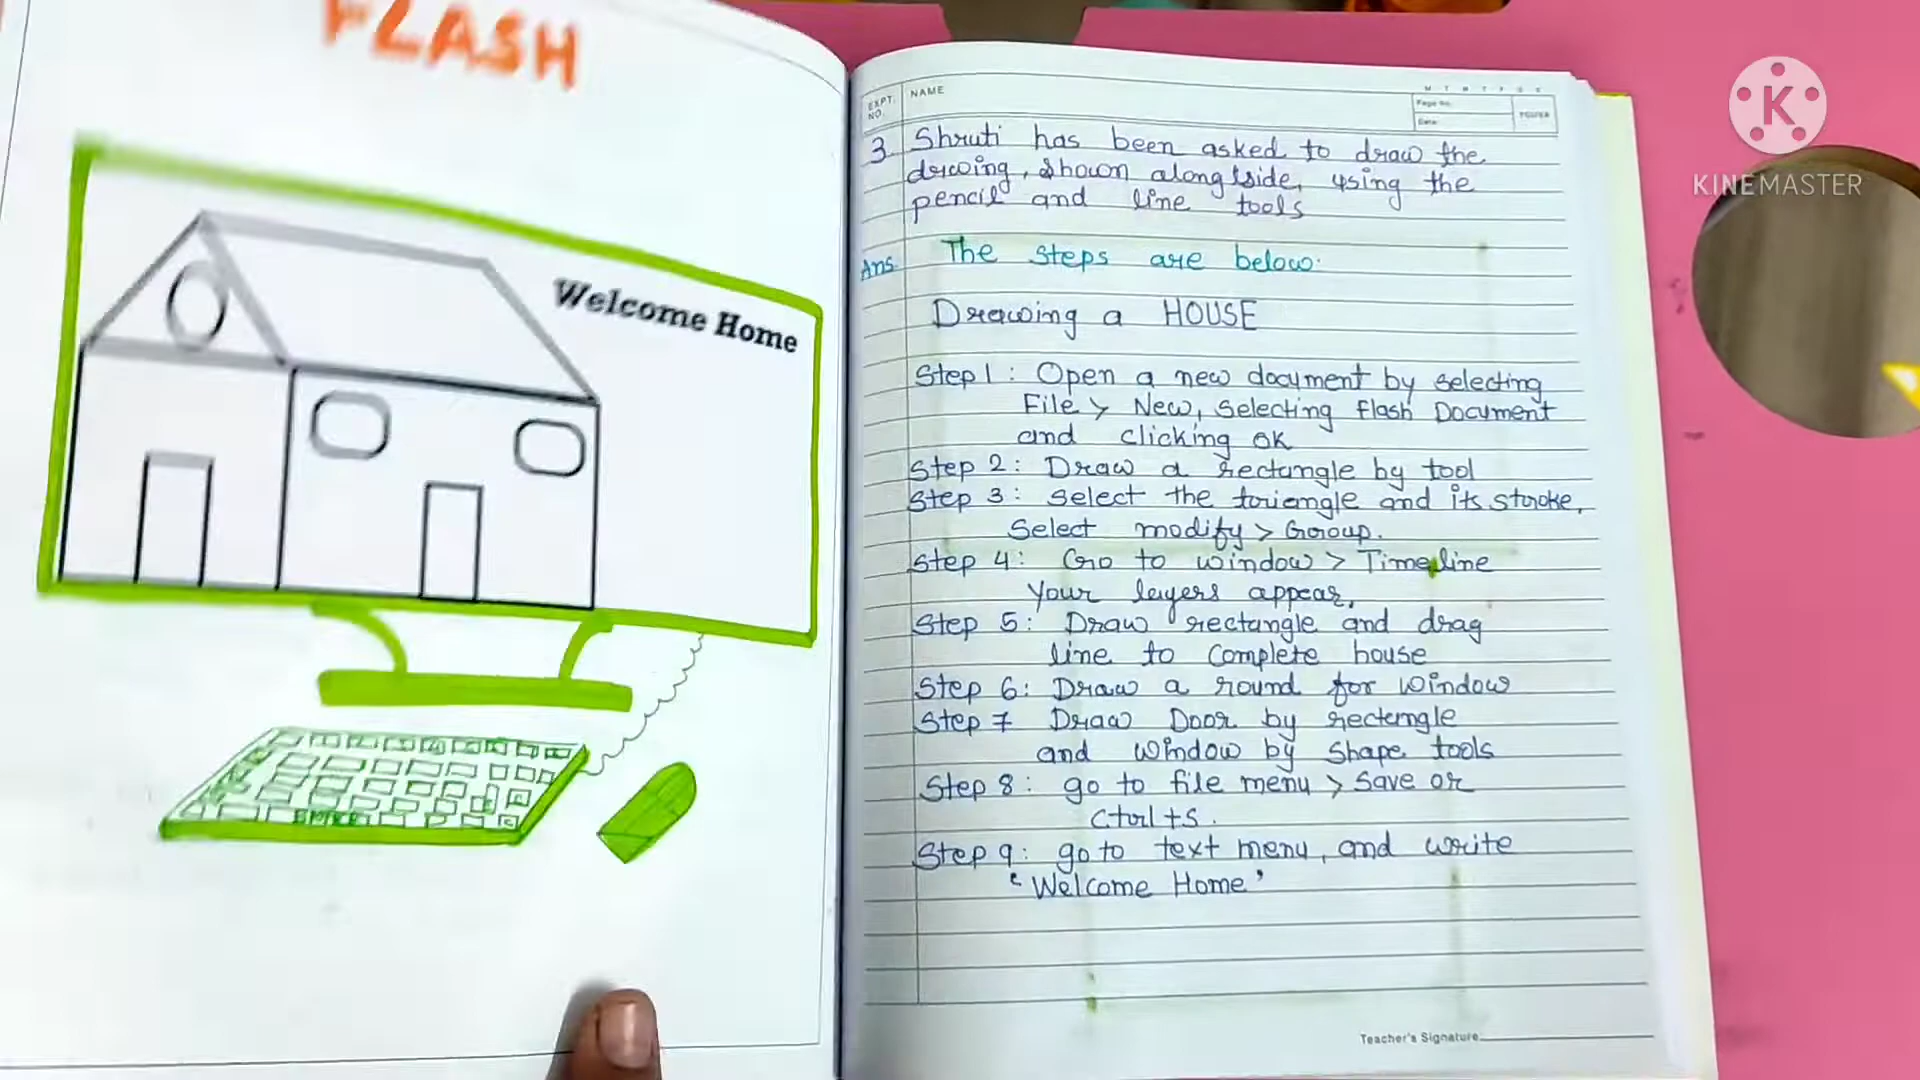 FLASH
Welcome Home
EXPT. NO.
NAME
M T W T F S S
Page No.
Date:
YOUVA
3. Shruti has been asked to draw the
drwing, shown alongside, using the
pencil and line tools
Ans. The steps are below.
Drawing a HOUSE
Step 1: Open a new document by selecting
File > New, selecting Flash Document
and clicking OK
Step 2: Draw a rectangle by tool
Step 3: Select the triangle and its stroke,
Select modify > Group.
Step 4: Go to window > Timeline
Your layers appear.
Step 5: Draw rectangle and drag
line to complete house
Step 6: Draw a round for window
Step 7 Draw Door by rectangle
and window by shape tools
Step 8: go to file menu > Save or
Ctrl+S.
Step 9: go to text menu, and write
'Welcome Home'
Teacher's Signature
K
KINEMASTER